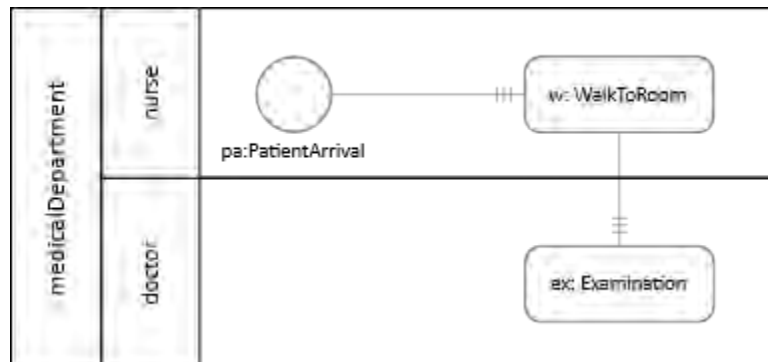 medicalDepartment
nurse
pa:PatientArrival
w: WalkToRoom
doctor
ex: Examination